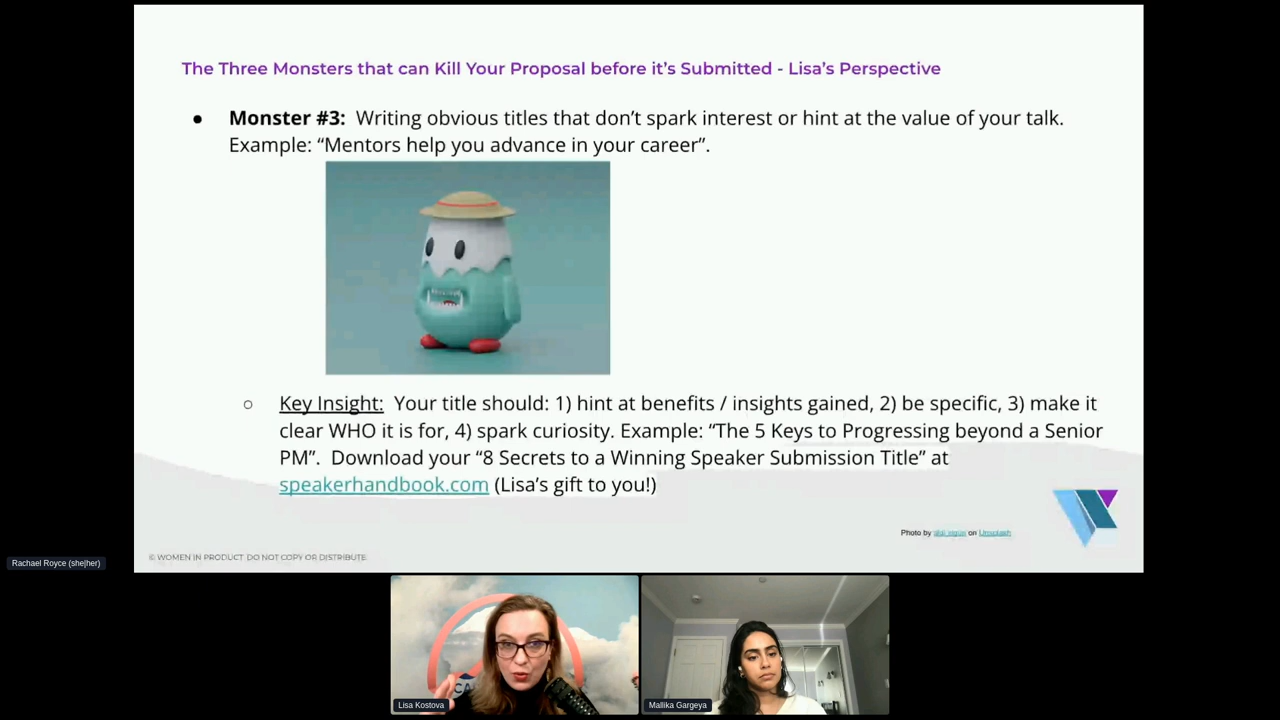 The Three Monsters that can Kill Your Proposal before it's Submitted - Lisa's Perspective
● Monster #3: Writing obvious titles that don't spark interest or hint at the value of your talk.
Example: “Mentors help you advance in your career”.
○ Key Insight: Your title should: 1) hint at benefits / insights gained, 2) be specific, 3) make it
clear WHO it is for, 4) spark curiosity. Example: “The 5 Keys to Progressing beyond a Senior
PM”. Download your “8 Secrets to a Winning Speaker Submission Title” at
speakerhandbook.com (Lisa’s gift to you!)
Photo by on Unsplash
© WOMEN IN PRODUCT DO NOT COPY OR DISTRIBUTE
Rachael Royce (she|her)
CA
Lisa Kostova
Mallika Gargeya